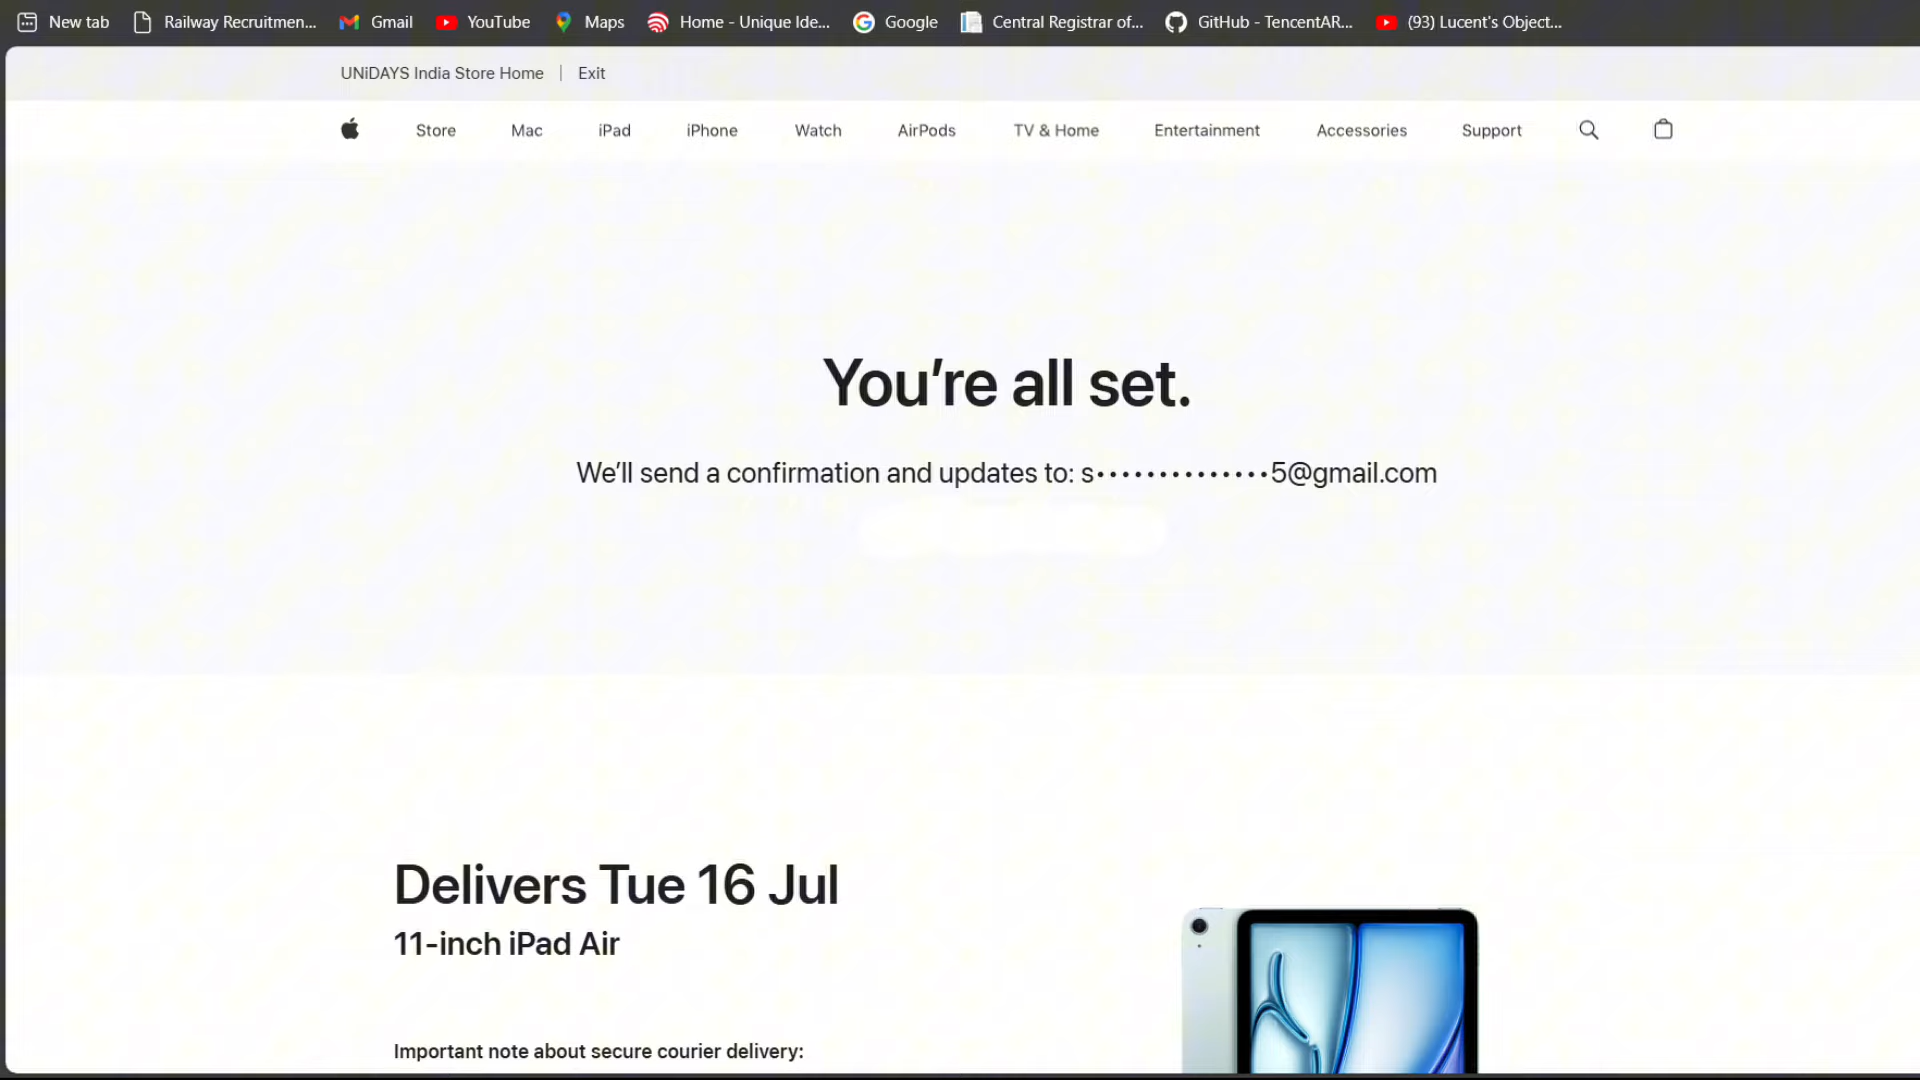 New tab Railway Recruitmen... Gmail YouTube Maps Home - Unique Ide... Google Central Registrar of... GitHub - TencentAR... (93) Lucent's Object...
UNiDAYS India Store Home | Exit
Store Mac iPad iPhone Watch AirPods TV & Home Entertainment Accessories Support
You’re all set.
We’ll send a confirmation and updates to: s••••••••••••••5@gmail.com
Delivers Tue 16 Jul
11-inch iPad Air
Important note about secure courier delivery: